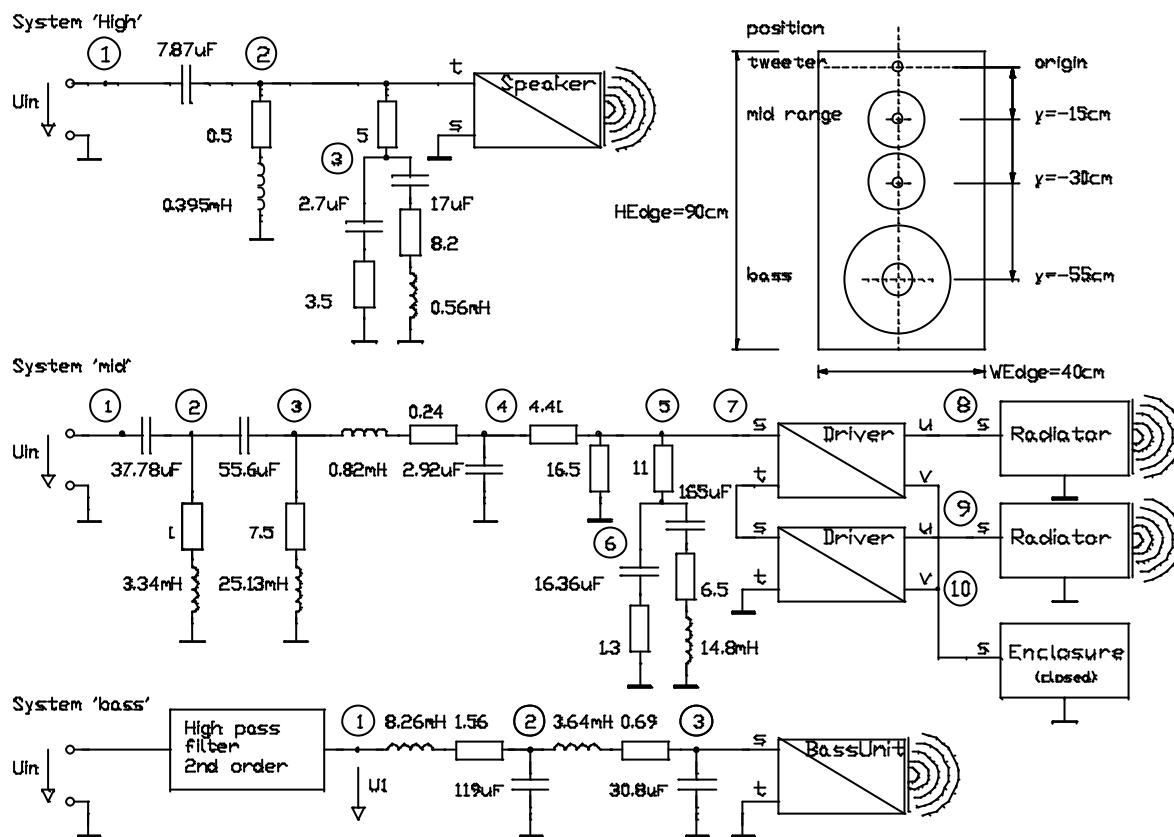 System 'High'
1
7.87uF
2
Uin
0.5
0.395mH
5
3
2.7uF
3.5
17uF
8.2
0.56mH
t
s
Speaker
position
tweeter
origin
mid range
y=-15cm
y=-30cm
HEdge=90cm
bass
y=-55cm
WEdge=40cm
System 'mid'
1
2
3
0.24
4
5
7
8
Uin
37.78uF
55.6uF
0.82mH
2.92uF
16.5
11
165uF
s
Driver
u
s
Radiator
t
v
9
7.5
6
s
Driver
u
s
Radiator
3.34mH
25.13mH
16.36uF
6.5
t
v
10
1.3
14.8mH
s
Enclosure
(closed)
System 'bass'
Uin
High pass
filter
2nd order
1
8.26mH
1.56
2
3.64mH
0.69
3
U1
119uF
30.8uF
s
t
BassUnit